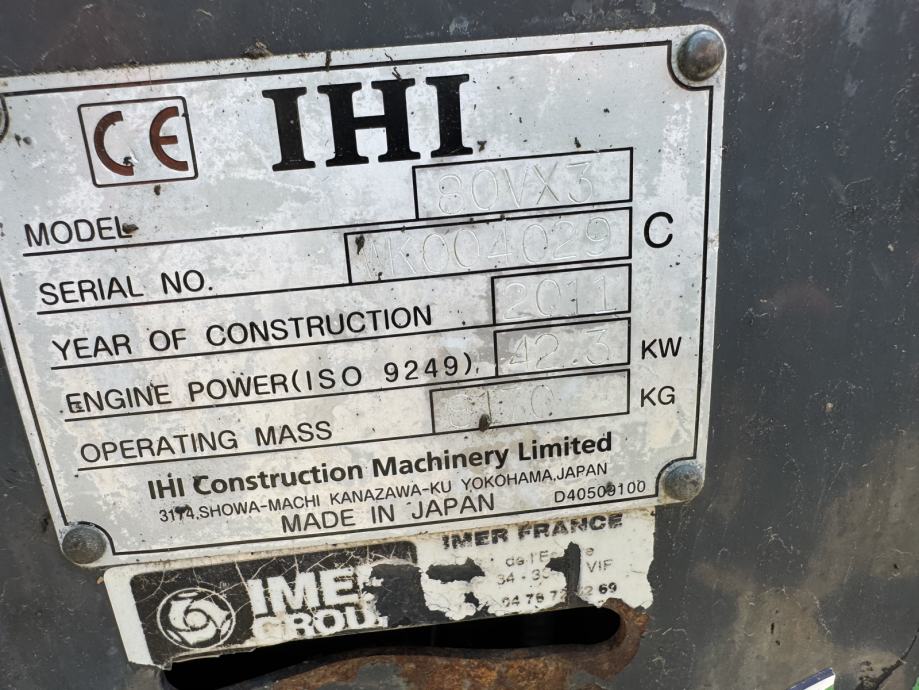 CE IHI
MODEL 80VX3
SERIAL NO. WK004029 C
YEAR OF CONSTRUCTION 2011
ENGINE POWER(ISO 9249). 42.3 KW
OPERATING MASS KG
IHI Construction Machinery Limited
3174,SHOWA-MACHI KANAZAWA-KU YOKOHAMA,JAPAN
MADE IN JAPAN D40509100
IMER FRANCE
de VIF